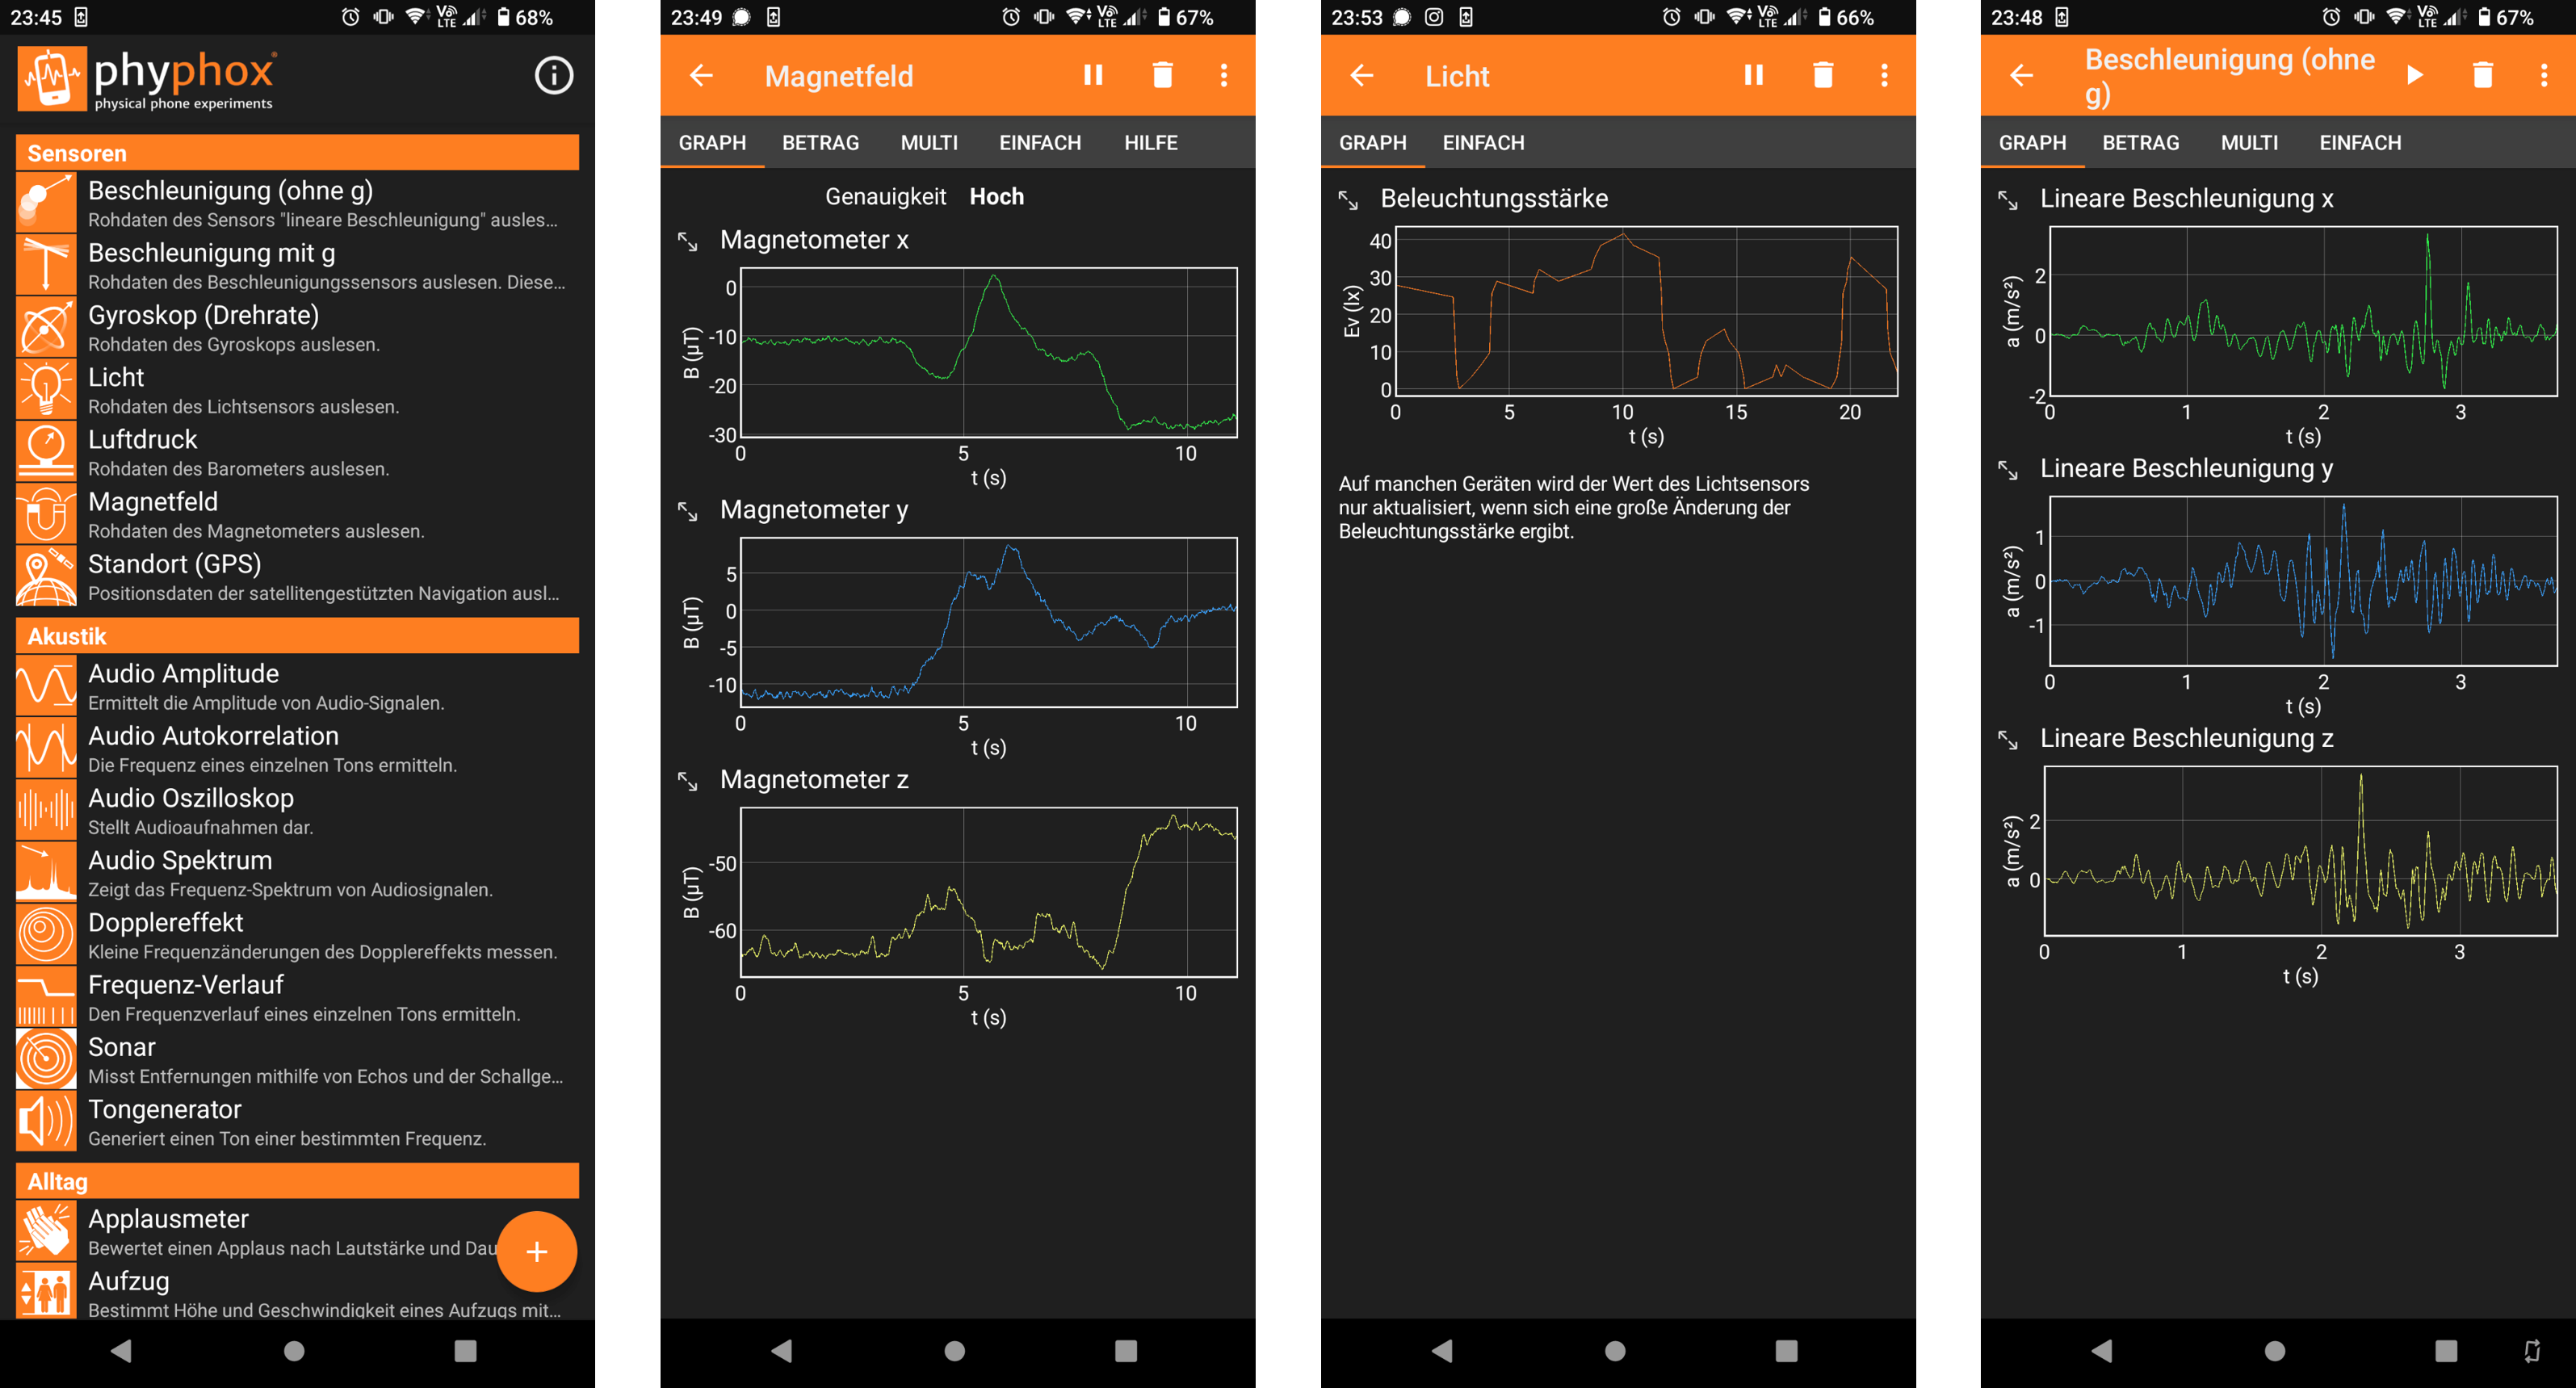 23:45 VoLTE 68%
phyphox
physical phone experiments
Sensoren
Beschleunigung (ohne g)
Rohdaten des Sensors "lineare Beschleunigung" ausles...
Beschleunigung mit g
Rohdaten des Beschleunigungssensors auslesen. Diese...
Gyroskop (Drehrate)
Rohdaten des Gyroskops auslesen.
Licht
Rohdaten des Lichtsensors auslesen.
Luftdruck
Rohdaten des Barometers auslesen.
Magnetfeld
Rohdaten des Magnetometers auslesen.
Standort (GPS)
Positionsdaten der satellitengestützten Navigation ausl...
Akustik
Audio Amplitude
Ermittelt die Amplitude von Audio-Signalen.
Audio Autokorrelation
Die Frequenz eines einzelnen Tons ermitteln.
Audio Oszilloskop
Stellt Audioaufnahmen dar.
Audio Spektrum
Zeigt das Frequenz-Spektrum von Audiosignalen.
Dopplereffekt
Kleine Frequenzänderungen des Dopplereffekts messen.
Frequenz-Verlauf
Den Frequenzverlauf eines einzelnen Tons ermitteln.
Sonar
Misst Entfernungen mithilfe von Echos und der Schallge...
Tongenerator
Generiert einen Ton einer bestimmten Frequenz.
Alltag
Applausmeter
Bewertet einen Applaus nach Lautstärke und Dau
+
Aufzug
Bestimmt Höhe und Geschwindigkeit eines Aufzugs mit...
23:49 VoLTE 67%
Magnetfeld
GRAPH BETRAG MULTI EINFACH HILFE
Genauigkeit Hoch
Magnetometer x
B (µT)
0
-10
-20
-30
0 5 10
t (s)
Magnetometer y
B (µT)
5
0
-5
-10
0 5 10
t (s)
Magnetometer z
B (µT)
-50
-60
0 5 10
t (s)
23:53 VoLTE 66%
Licht
GRAPH EINFACH
Beleuchtungsstärke
Ev (lx)
40
30
20
10
0
0 5 10 15 20
t (s)
Auf manchen Geräten wird der Wert des Lichtsensors
nur aktualisiert, wenn sich eine große Änderung der
Beleuchtungsstärke ergibt.
23:48 VoLTE 67%
Beschleunigung (ohne
g)
GRAPH BETRAG MULTI EINFACH
Lineare Beschleunigung x
a (m/s²)
2
0
-2
0 1 2 3
t (s)
Lineare Beschleunigung y
a (m/s²)
1
0
-1
0 1 2 3
t (s)
Lineare Beschleunigung z
a (m/s²)
2
0
0 1 2 3
t (s)